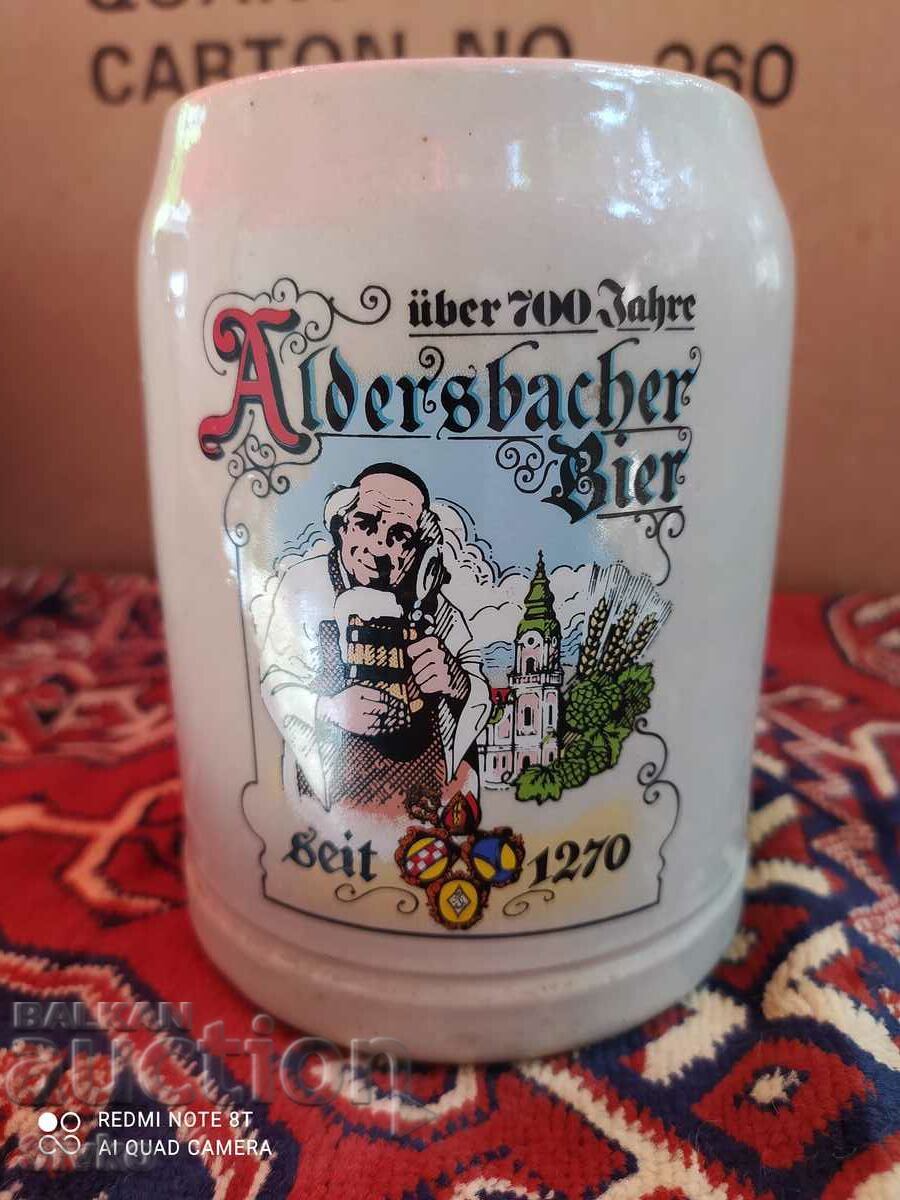 CARTON NO. 260
über 700 Jahre
Aldersbacher
Bier
Seit 1270
BALKAN
auction
REDMI NOTE 8T
AI QUAD CAMERA